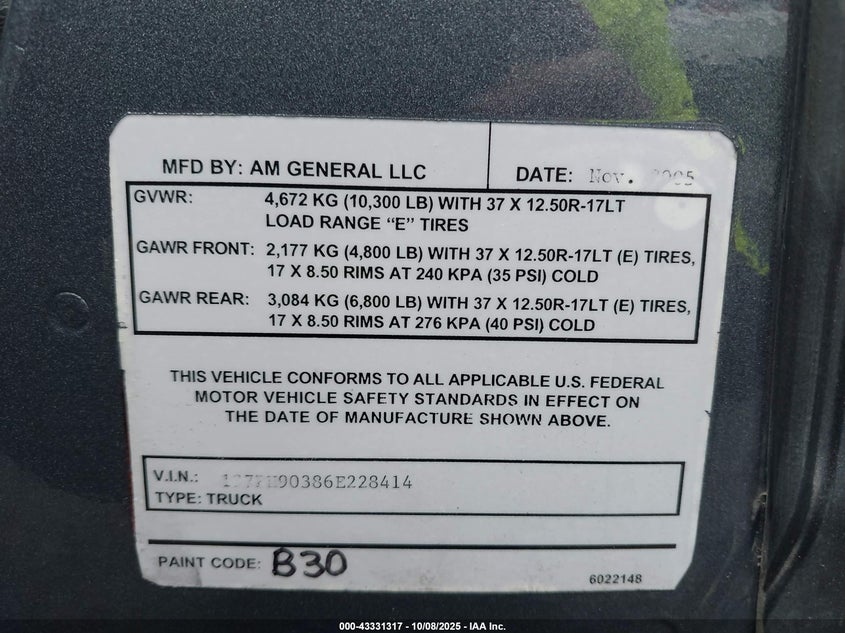 MFD BY: AM GENERAL LLC
DATE: Nov. 2005
GVWR: 4,672 KG (10,300 LB) WITH 37 X 12.50R-17LT
LOAD RANGE “E” TIRES
GAWR FRONT: 2,177 KG (4,800 LB) WITH 37 X 12.50R-17LT (E) TIRES,
17 X 8.50 RIMS AT 240 KPA (35 PSI) COLD
GAWR REAR: 3,084 KG (6,800 LB) WITH 37 X 12.50R-17LT (E) TIRES,
17 X 8.50 RIMS AT 276 KPA (40 PSI) COLD
THIS VEHICLE CONFORMS TO ALL APPLICABLE U.S. FEDERAL
MOTOR VEHICLE SAFETY STANDARDS IN EFFECT ON
THE DATE OF MANUFACTURE SHOWN ABOVE.
V.I.N.:
TYPE: TRUCK
PAINT CODE: B30
6022148
000-43331317 - 10/08/2025 - IAA Inc.